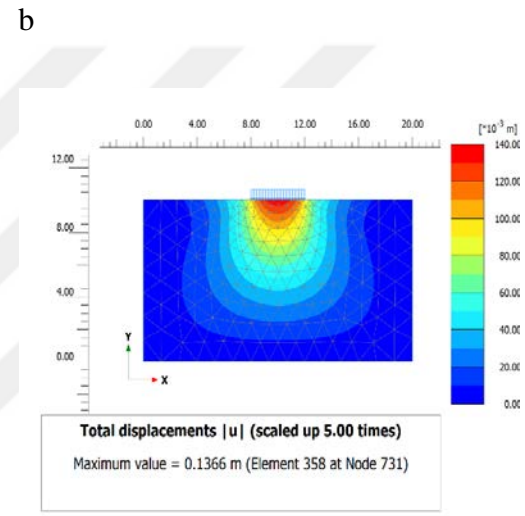 b
0.00 4.00 8.00 12.00 16.00 20.00
[*10⁻³ m]
12.00
8.00
4.00
0.00
Y
X
140.00
120.00
100.00
80.00
60.00
40.00
20.00
0.00
Total displacements |u| (scaled up 5.00 times)
Maximum value = 0.1366 m (Element 358 at Node 731)